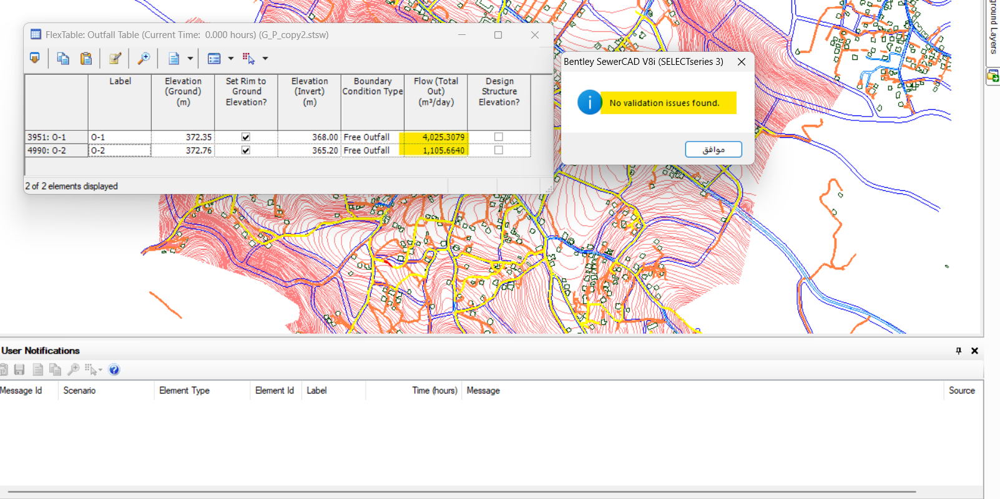 FlexTable: Outfall Table (Current Time:  0.000 hours) (G_P_copy2.stsw)
Label
Elevation (Ground) (m)
Set Rim to Ground Elevation?
Elevation (Invert) (m)
Boundary Condition Type
Flow (Total Out) (m³/day)
Design Structure Elevation?
3951: O-1 O-1 372.35 368.00 Free Outfall 4,025.3079
4990: O-2 O-2 372.76 365.20 Free Outfall 1,105.6640
2 of 2 elements displayed
Bentley SewerCAD V8i (SELECTseries 3)
No validation issues found.
موافق
ground Layers
User Notifications
Message Id Scenario Element Type Element Id Label Time (hours) Message Source